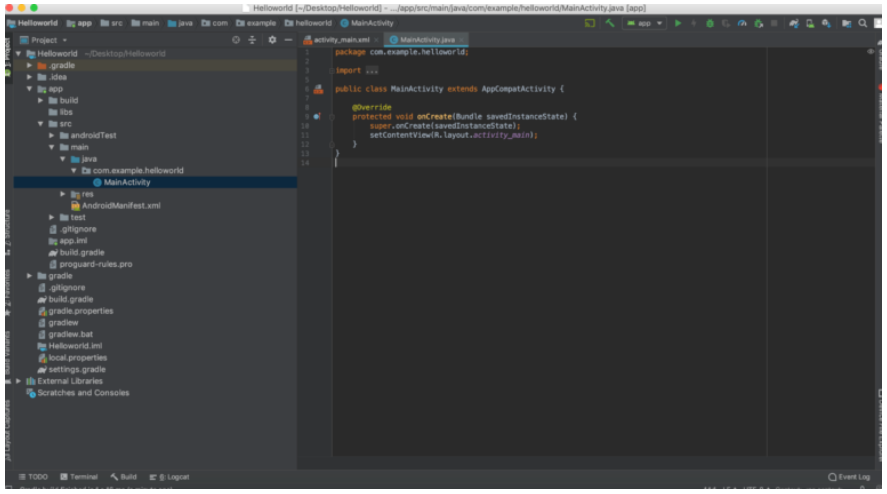 Helloworld [~/Desktop/Helloworld] - .../app/src/main/java/com/example/helloworld/MainActivity.java [app]
Helloworld app src main java com example helloworld MainActivity
app
Project
activity_main.xml
MainActivity.java
Helloworld ~/Desktop/Helloworld
.gradle
.idea
app
build
libs
src
androidTest
main
java
com.example.helloworld
MainActivity
res
AndroidManifest.xml
test
.gitignore
app.iml
build.gradle
proguard-rules.pro
gradle
.gitignore
build.gradle
gradle.properties
gradlew
gradlew.bat
Helloworld.iml
local.properties
settings.gradle
External Libraries
Scratches and Consoles
1 package com.example.helloworld;
2
3 import ...
5
6 public class MainActivity extends AppCompatActivity {
7
8 @Override
9 protected void onCreate(Bundle savedInstanceState) {
10 super.onCreate(savedInstanceState);
11 setContentView(R.layout.activity_main);
12 }
13 }
14
TODO Terminal Build 6: Logcat
Event Log